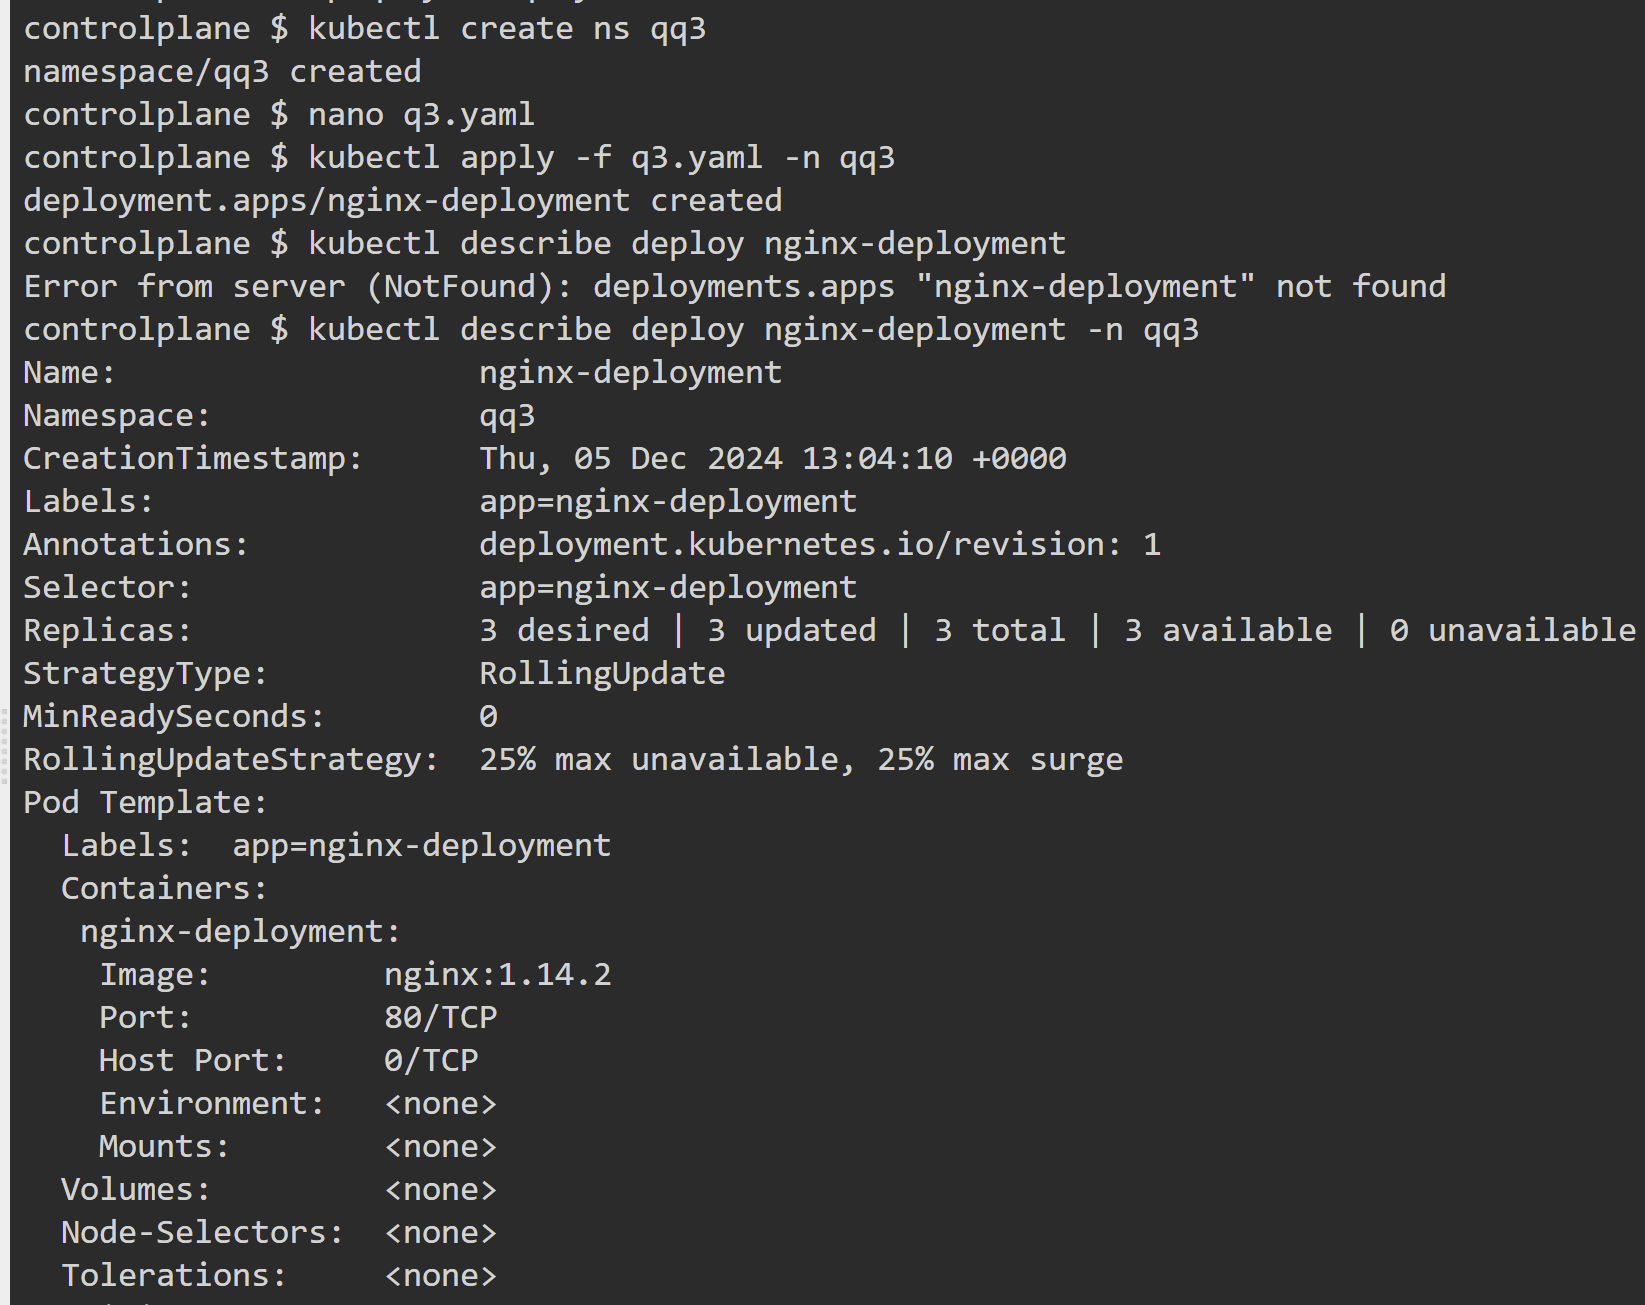 controlplane $ kubectl create ns qq3
namespace/qq3 created
controlplane $ nano q3.yaml
controlplane $ kubectl apply -f q3.yaml -n qq3
deployment.apps/nginx-deployment created
controlplane $ kubectl describe deploy nginx-deployment
Error from server (NotFound): deployments.apps "nginx-deployment" not found
controlplane $ kubectl describe deploy nginx-deployment -n qq3
Name:                   nginx-deployment
Namespace:              qq3
CreationTimestamp:      Thu, 05 Dec 2024 13:04:10 +0000
Labels:                 app=nginx-deployment
Annotations:            deployment.kubernetes.io/revision: 1
Selector:               app=nginx-deployment
Replicas:               3 desired | 3 updated | 3 total | 3 available | 0 unavailable
StrategyType:           RollingUpdate
MinReadySeconds:        0
RollingUpdateStrategy:  25% max unavailable, 25% max surge
Pod Template:
  Labels:  app=nginx-deployment
  Containers:
   nginx-deployment:
    Image:         nginx:1.14.2
    Port:          80/TCP
    Host Port:     0/TCP
    Environment:   <none>
    Mounts:        <none>
  Volumes:         <none>
  Node-Selectors:  <none>
  Tolerations:     <none>